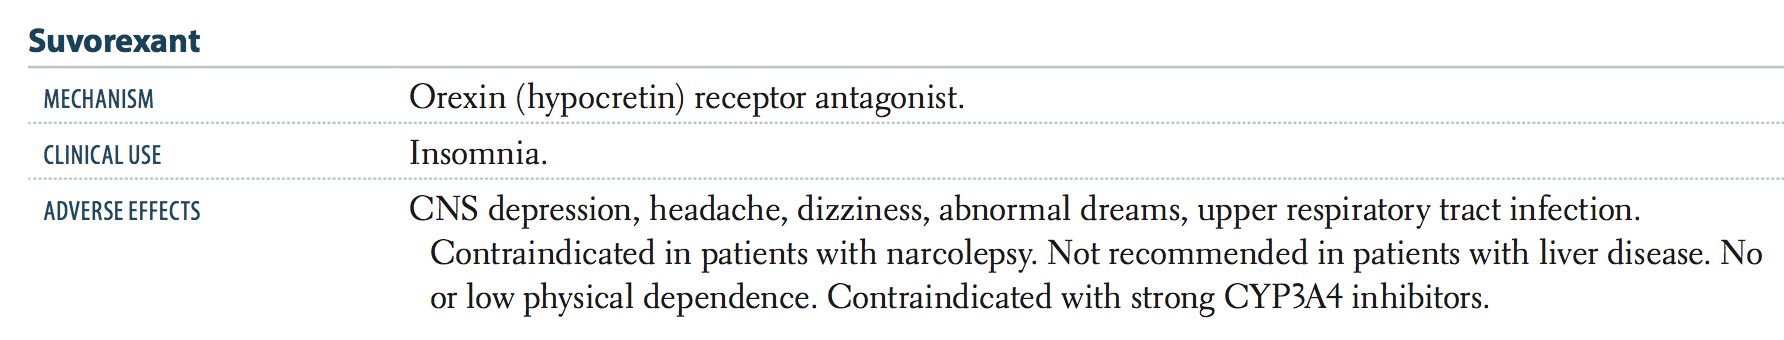 Suvorexant
MECHANISM Orexin (hypocretin) receptor antagonist.
CLINICAL USE Insomnia.
ADVERSE EFFECTS CNS depression, headache, dizziness, abnormal dreams, upper respiratory tract infection.
Contraindicated in patients with narcolepsy. Not recommended in patients with liver disease. No
or low physical dependence. Contraindicated with strong CYP3A4 inhibitors.